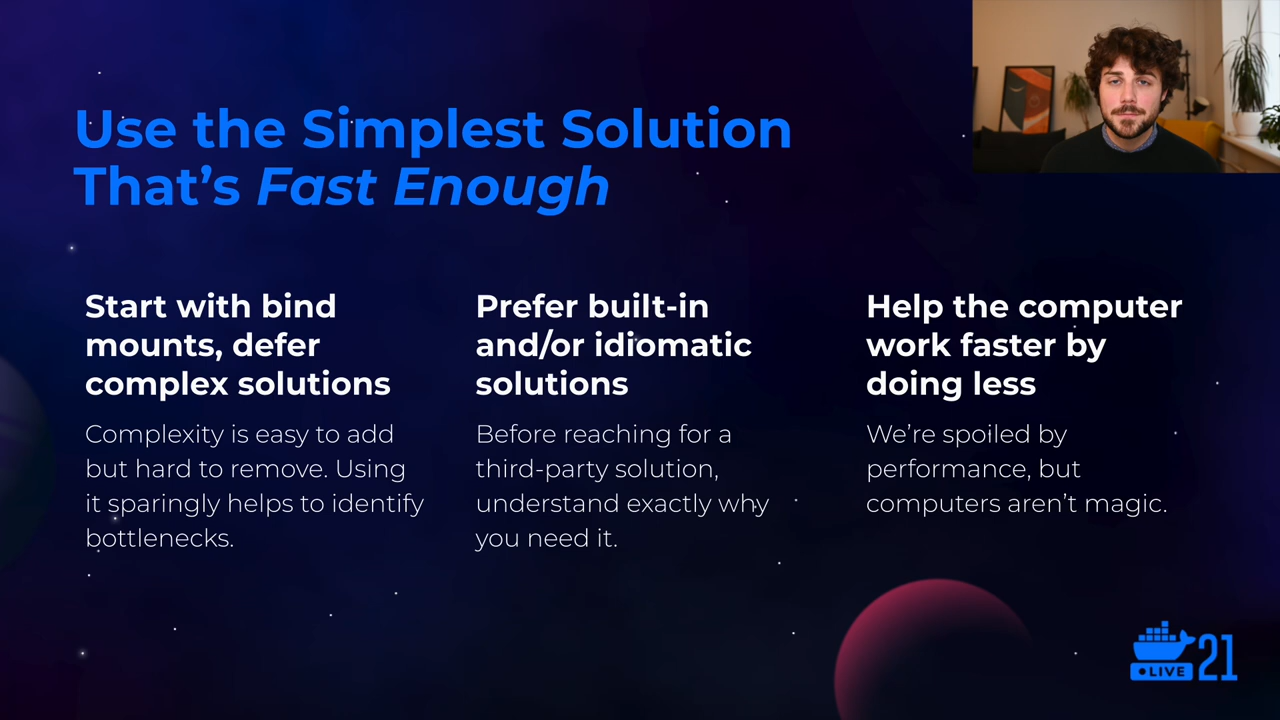 Use the Simplest Solution
That’s Fast Enough
Start with bind
mounts, defer
complex solutions
Complexity is easy to add
but hard to remove. Using
it sparingly helps to identify
bottlenecks.
Prefer built-in
and/or idiomatic
solutions
Before reaching for a
third-party solution,
understand exactly why
you need it.
Help the computer
work faster by
doing less
We’re spoiled by
performance, but
computers aren’t magic.
LIVE 21